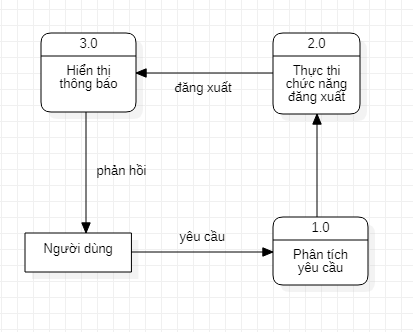 3.0
Hiển thị
thông báo
2.0
Thực thi
chức năng
đăng xuất
đăng xuất
phản hồi
Người dùng
yêu cầu
1.0
Phân tích
yêu cầu